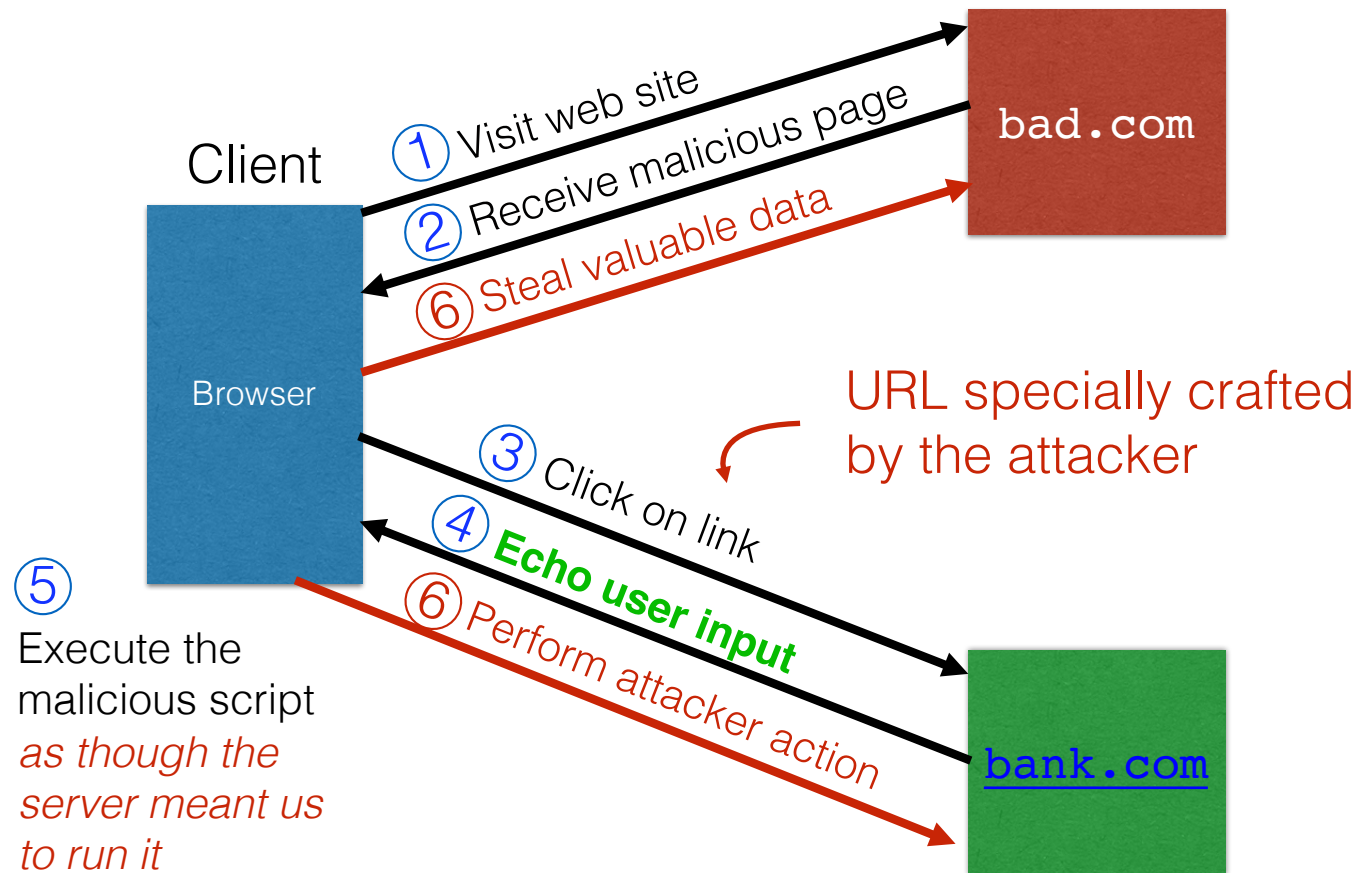 bad.com
① Visit web site
Client
② Receive malicious page
⑥ Steal valuable data
Browser
URL specially crafted
by the attacker
③ Click on link
④ Echo user input
⑥ Perform attacker action
⑤
Execute the
malicious script
as though the
server meant us
to run it
bank.com